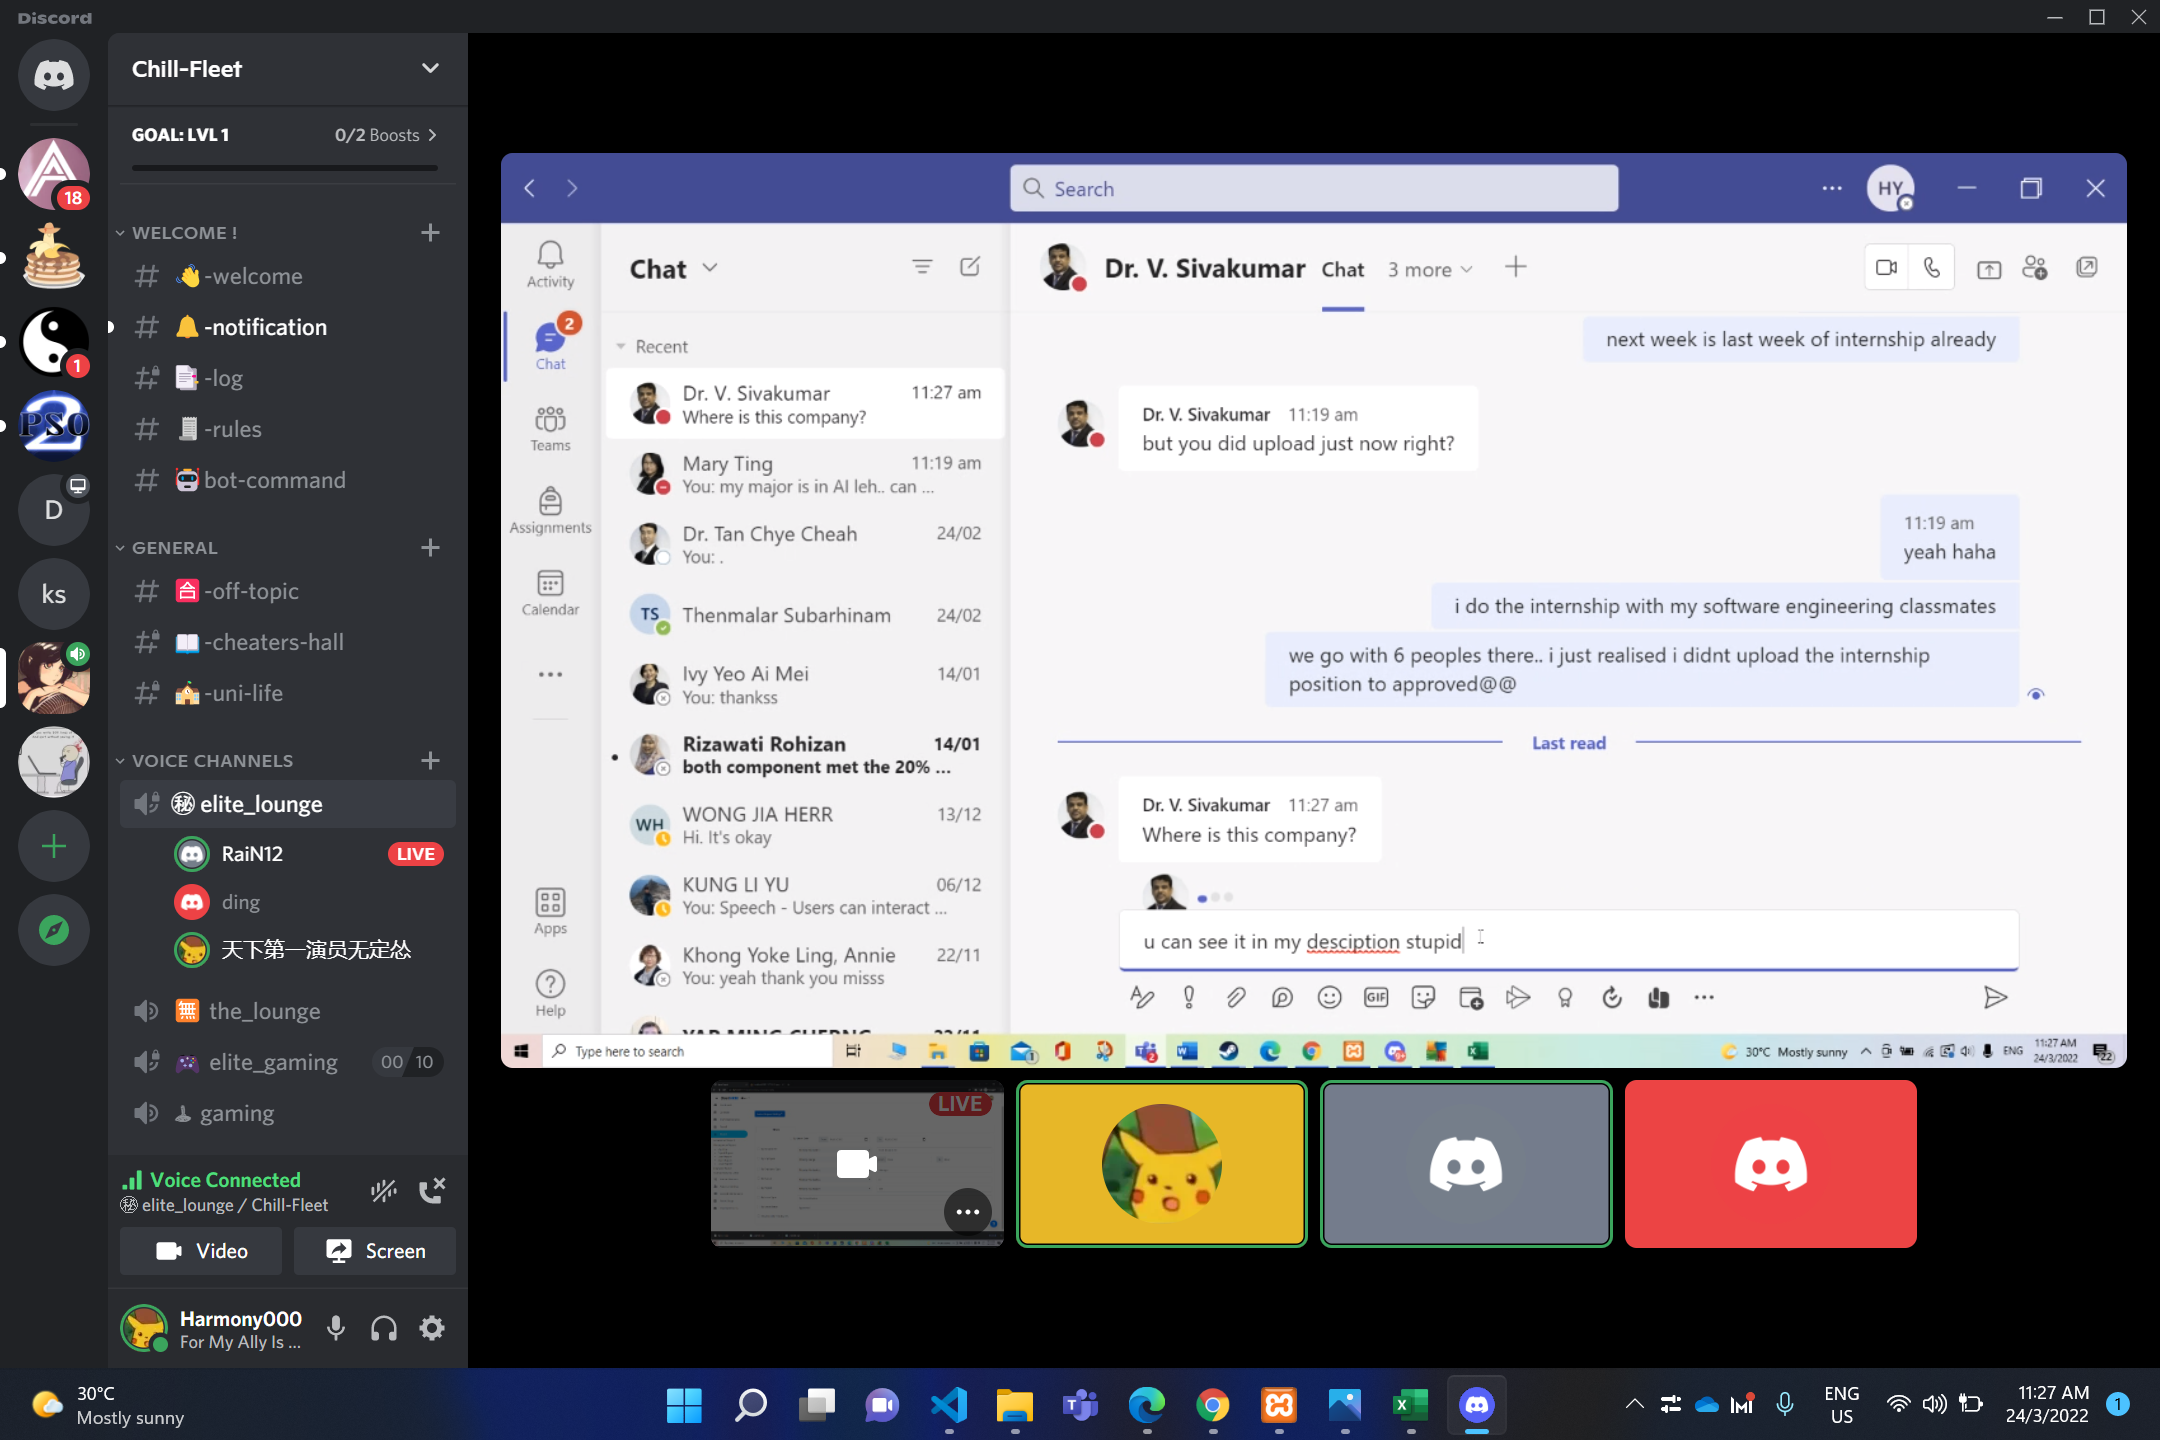 Discord
Chill-Fleet
GOAL: LVL 1
0/2 Boosts
18
1
PSO
2
D
ks
WELCOME !
-welcome
-notification
-log
-rules
bot-command
GENERAL
合
-off-topic
-cheaters-hall
-uni-life
VOICE CHANNELS
㊙ elite_lounge
RaiN12
LIVE
ding
天下第一演员无定怂
無 the_lounge
elite_gaming
00 10
gaming
Voice Connected
㊙ elite_lounge / Chill-Fleet
Video
Screen
Harmony000
For My Ally Is ...
Search
HY
Activity
2
Chat
Teams
Assignments
Calendar
Apps
Help
Chat
Recent
Dr. V. Sivakumar 11:27 am
Where is this company?
Mary Ting 11:19 am
You: my major is in AI leh.. can ...
Dr. Tan Chye Cheah 24/02
You: .
TS
Thenmalar Subarhinam 24/02
Ivy Yeo Ai Mei 14/01
You: thankss
Rizawati Rohizan 14/01
both component met the 20% ...
WH
WONG JIA HERR 13/12
Hi. It's okay
KUNG LI YU 06/12
You: Speech - Users can interact ...
Khong Yoke Ling, Annie 22/11
You: yeah thank you misss
Dr. V. Sivakumar
Chat
3 more
next week is last week of internship already
Dr. V. Sivakumar 11:19 am
but you did upload just now right?
11:19 am
yeah haha
i do the internship with my software engineering classmates
we go with 6 peoples there.. i just realised i didnt upload the internship
position to approved@@
Last read
Dr. V. Sivakumar 11:27 am
Where is this company?
u can see it in my desciption stupid
GIF
Type here to search
30°C Mostly sunny
ENG
11:27 AM
24/3/2022
22
LIVE
30°C
Mostly sunny
ENG
US
11:27 AM
24/3/2022
1